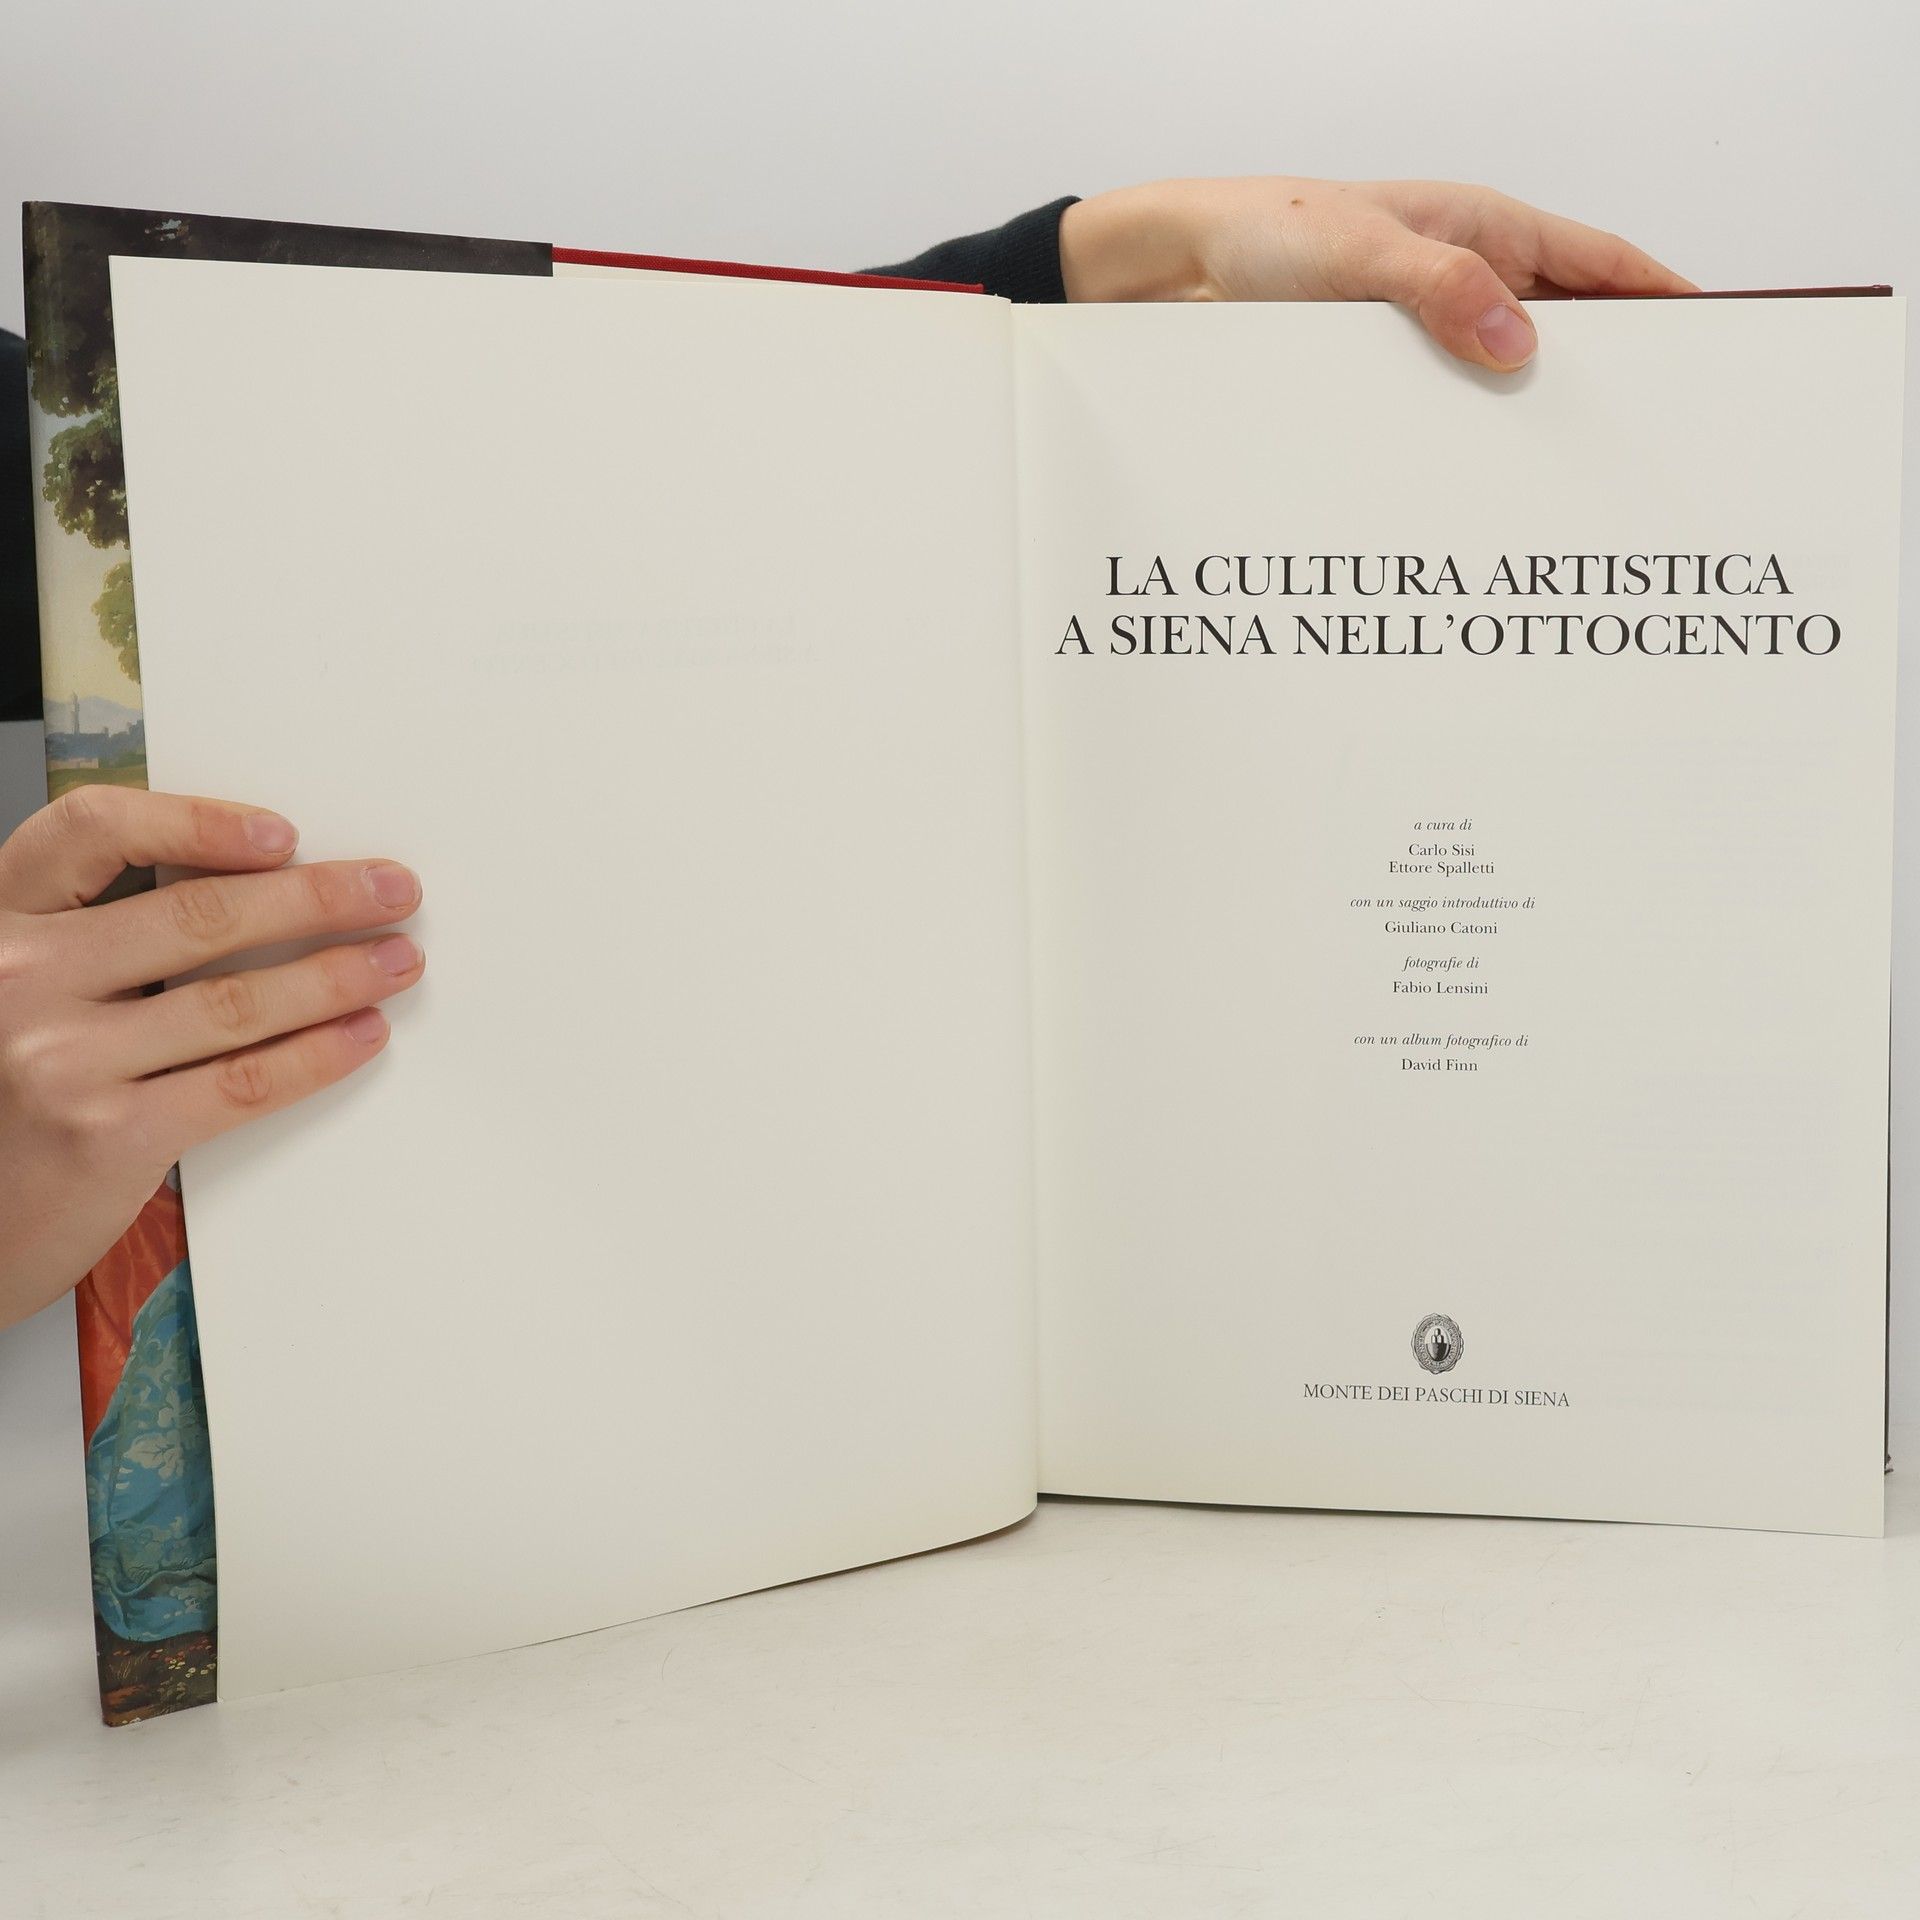 LA CULTURA ARTISTICA
A SIENA NELL'OTTOCENTO
a cura di
Carlo Sisi
Ettore Spalletti
con un saggio introduttivo di
Giuliano Catoni
fotografie di
Fabio Lensini
con un album fotografico di
David Finn
MONTE DEI PASCHI DI SIENA